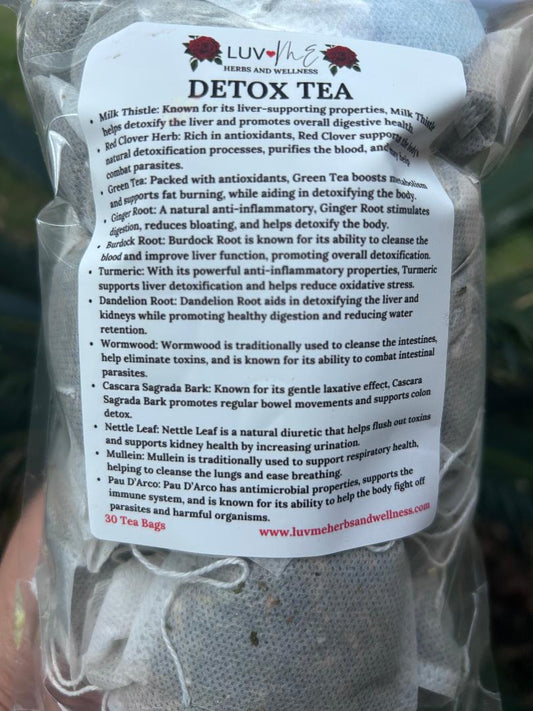 LUV ME
HERBS AND WELLNESS
DETOX TEA
• Milk Thistle: Known for its liver-supporting properties, Milk Thistle
helps detoxify the liver and promotes overall digestive health.
• Red Clover Herb: Rich in antioxidants, Red Clover supports the body's
natural detoxification processes, purifies the blood, and may help
combat parasites.
• Green Tea: Packed with antioxidants, Green Tea boosts metabolism
and supports fat burning, while aiding in detoxifying the body.
• Ginger Root: A natural anti-inflammatory, Ginger Root stimulates
digestion, reduces bloating, and helps detoxify the body.
• Burdock Root: Burdock Root is known for its ability to cleanse the
blood and improve liver function, promoting overall detoxification.
• Turmeric: With its powerful anti-inflammatory properties, Turmeric
supports liver detoxification and helps reduce oxidative stress.
• Dandelion Root: Dandelion Root aids in detoxifying the liver and
kidneys while promoting healthy digestion and reducing water
retention.
• Wormwood: Wormwood is traditionally used to cleanse the intestines,
help eliminate toxins, and is known for its ability to combat intestinal
parasites.
• Cascara Sagrada Bark: Known for its gentle laxative effect, Cascara
Sagrada Bark promotes regular bowel movements and supports colon
detox.
• Nettle Leaf: Nettle Leaf is a natural diuretic that helps flush out toxins
and supports kidney health by increasing urination.
• Mullein: Mullein is traditionally used to support respiratory health,
helping to cleanse the lungs and ease breathing.
• Pau D'Arco: Pau D'Arco has antimicrobial properties, supports the
immune system, and is known for its ability to help the body fight off
parasites and harmful organisms.
30 Tea Bags
www.luvmeherbsandwellness.com